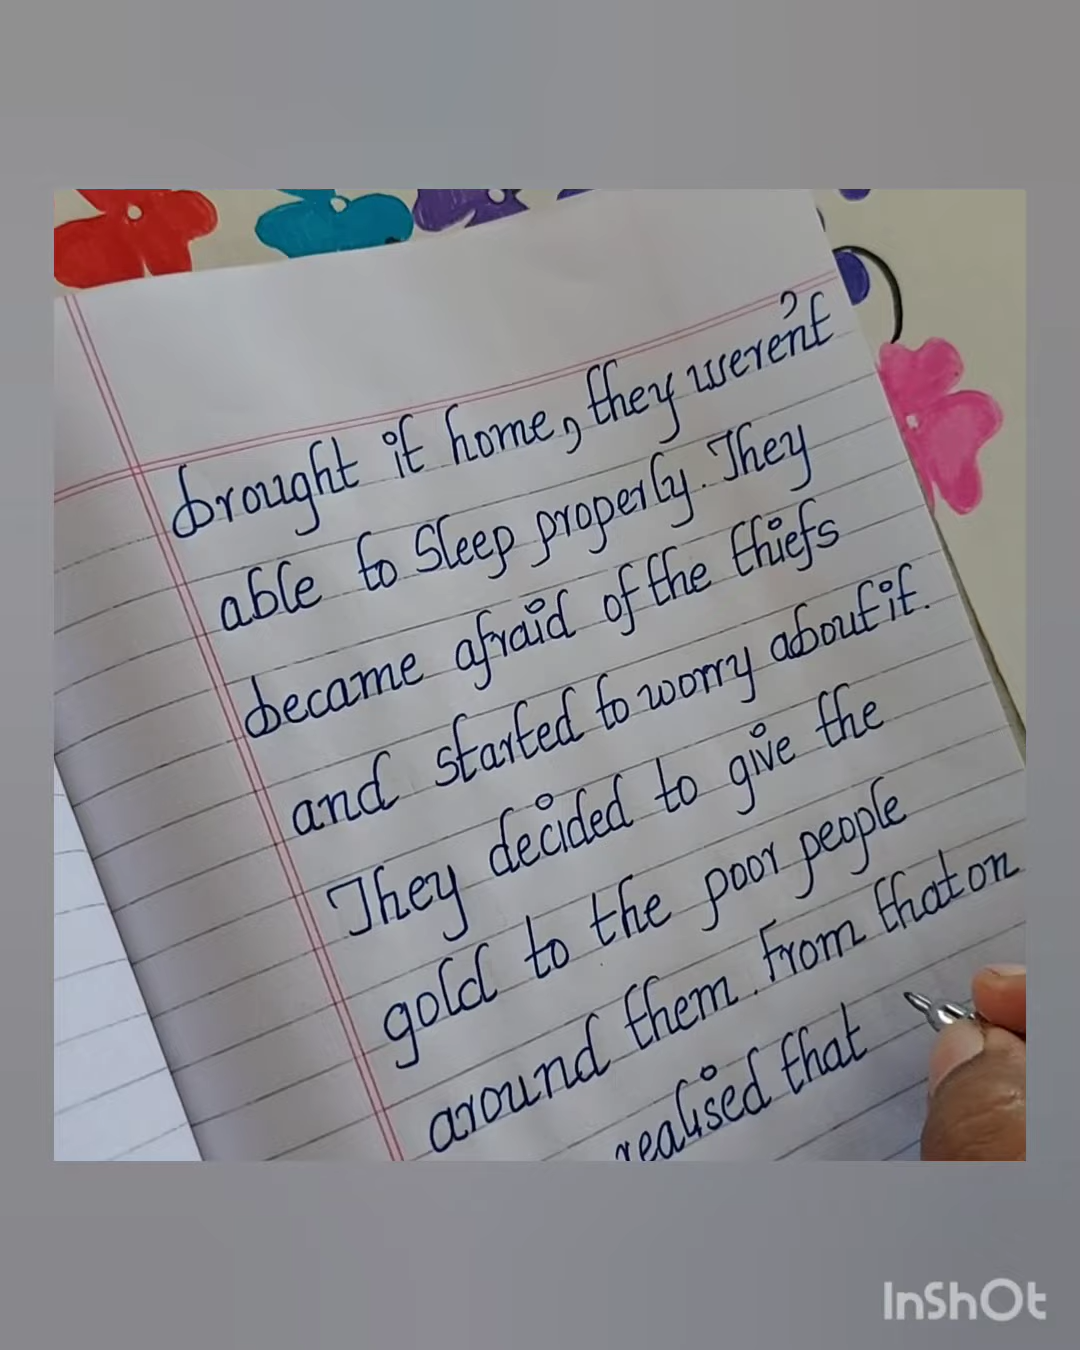 brought it home, they weren't
able to Sleep properly. They
became afraid of the thiefs
and started to worry about it.
They decided to give the
gold to the poor people
around them. From that on
realised that
InShOt